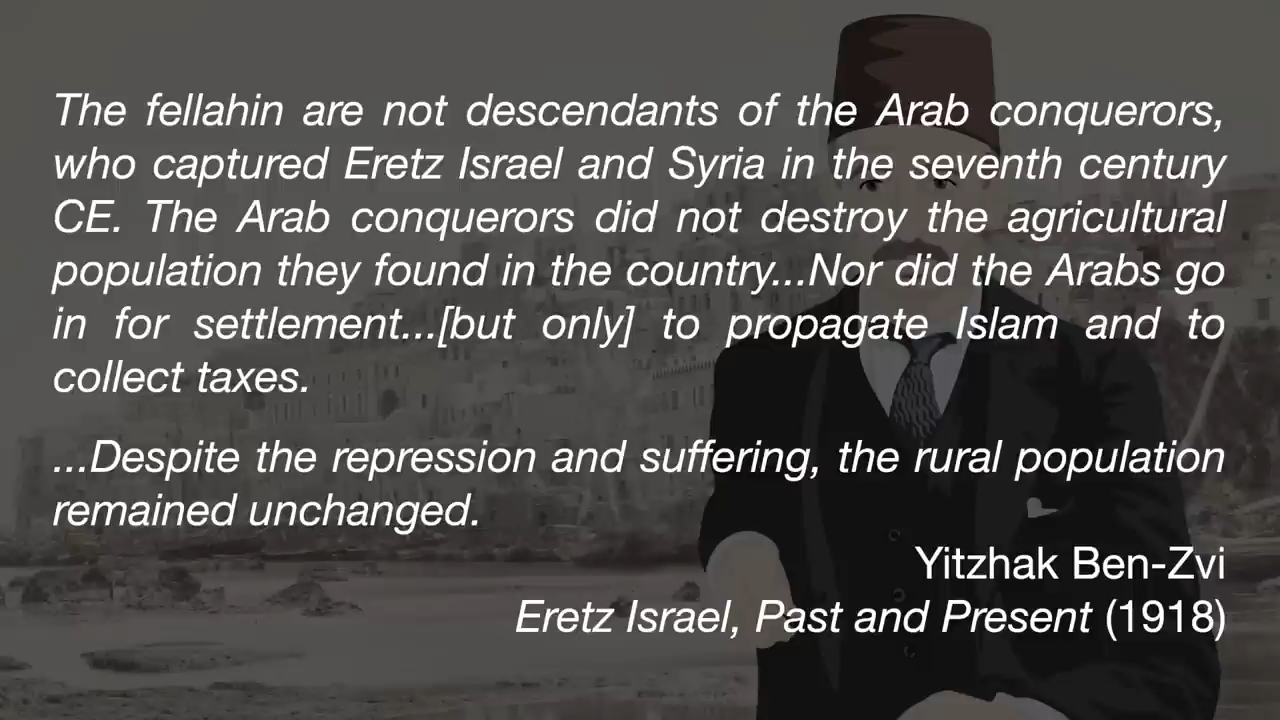 The fellahin are not descendants of the Arab conquerors,
who captured Eretz Israel and Syria in the seventh century
CE. The Arab conquerors did not destroy the agricultural
population they found in the country...Nor did the Arabs go
in for settlement...[but only] to propagate Islam and to
collect taxes.
...Despite the repression and suffering, the rural population
remained unchanged.
Yitzhak Ben-Zvi
Eretz Israel, Past and Present (1918)